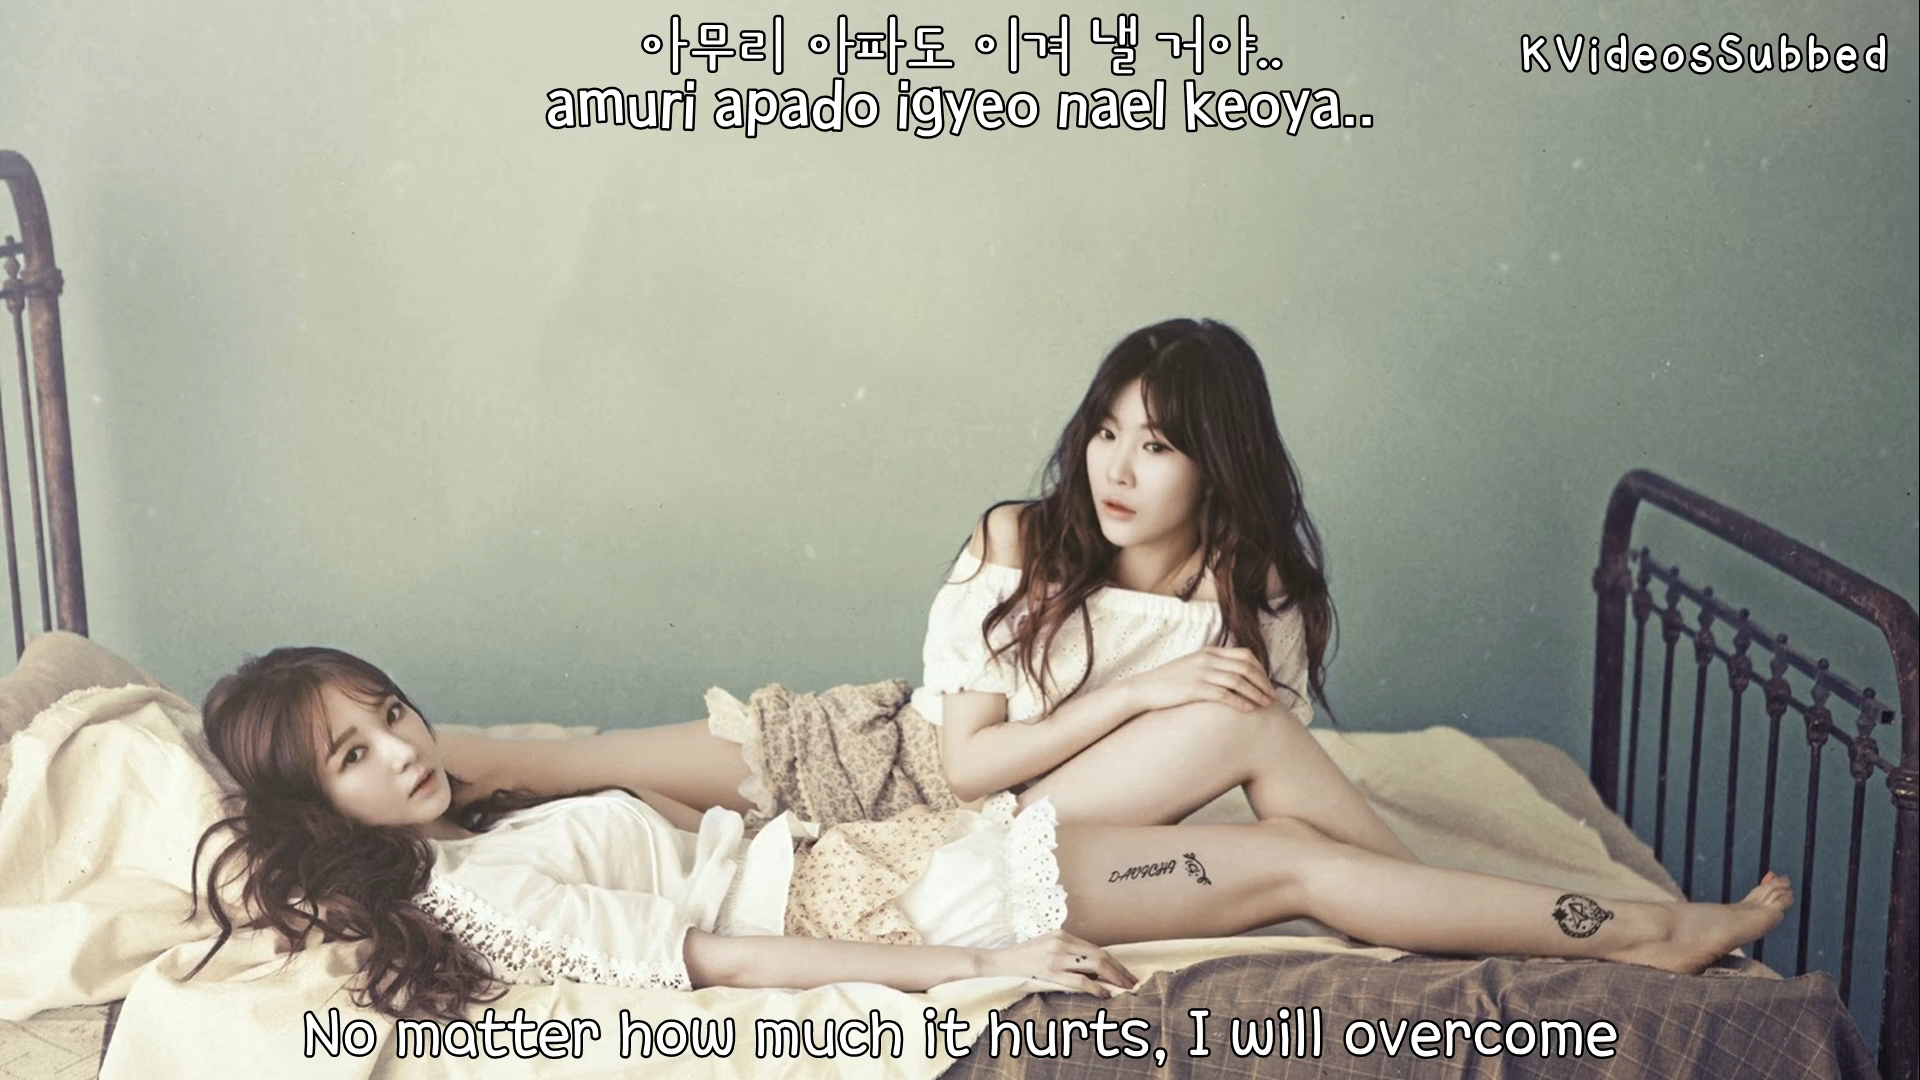 아무리 아파도 이겨 낼 거야..
amuri apado igyeo nael keoya..
KVideosSubbed
DAVICHI
No matter how much it hurts, I will overcome